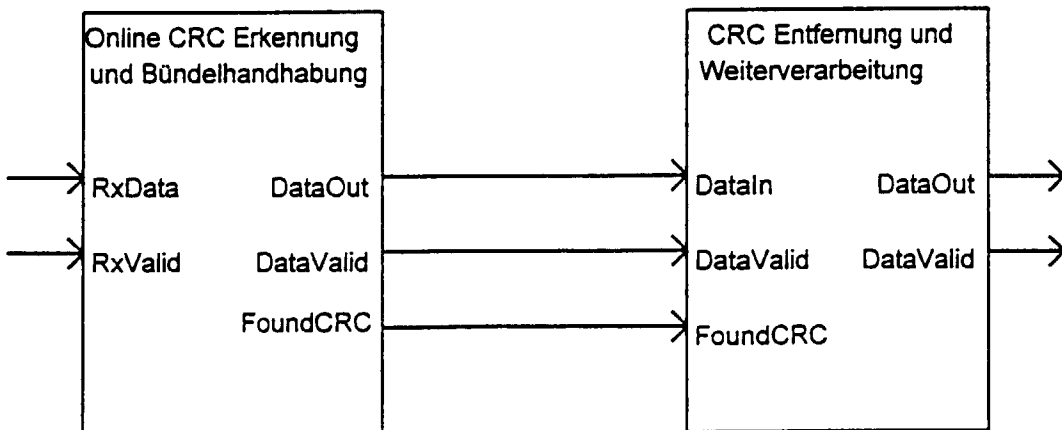 Online CRC Erkennung
und Bündelhandhabung
CRC Entfernung und
Weiterverarbeitung
RxData
DataOut
DataIn
DataOut
RxValid
DataValid
DataValid
DataValid
FoundCRC
FoundCRC